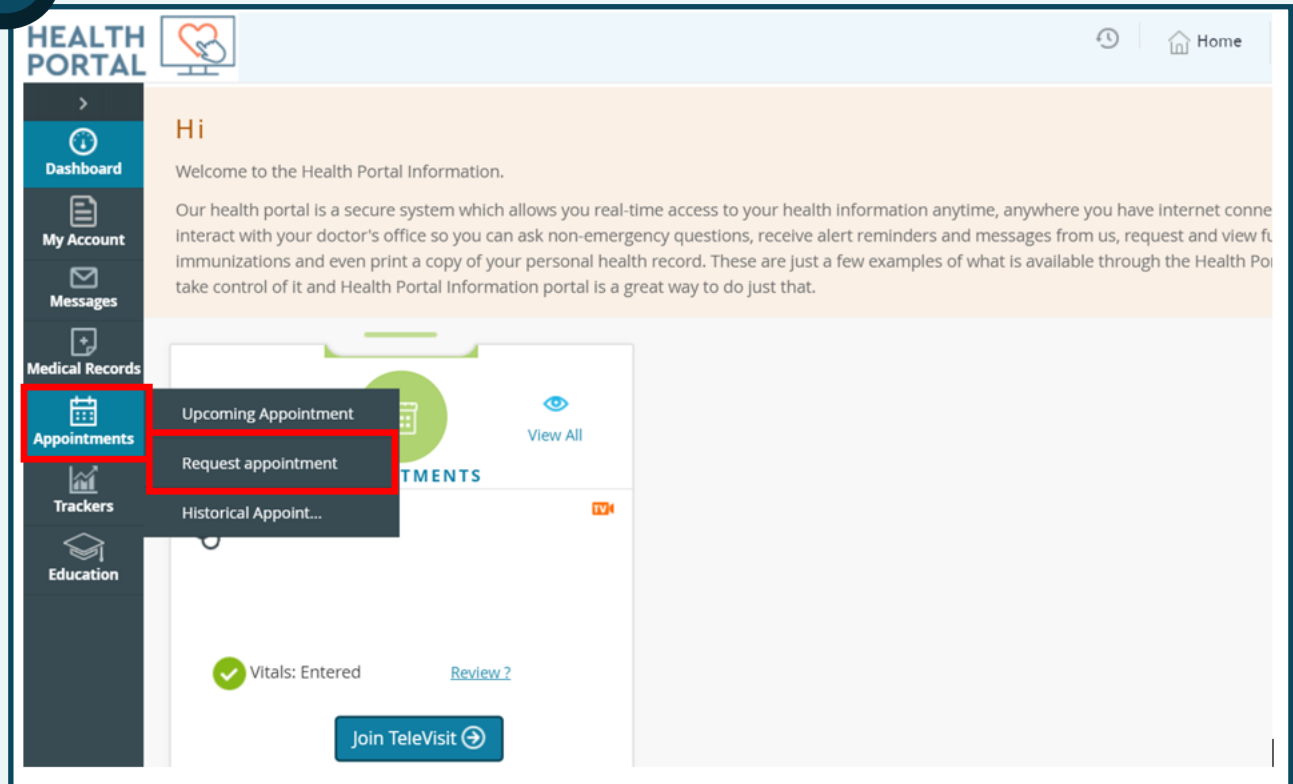 HEALTH
PORTAL
Home
Dashboard
My Account
Messages
Medical Records
Appointments
Trackers
Education
Hi
Welcome to the Health Portal Information.
Our health portal is a secure system which allows you real-time access to your health information anytime, anywhere you have internet conne
interact with your doctor's office so you can ask non-emergency questions, receive alert reminders and messages from us, request and view fu
immunizations and even print a copy of your personal health record. These are just a few examples of what is available through the Health Po
take control of it and Health Portal Information portal is a great way to do just that.
Upcoming Appointment
Request appointment
Historical Appoint...
View All
TMENTS
TV
Vitals: Entered
Review ?
Join TeleVisit